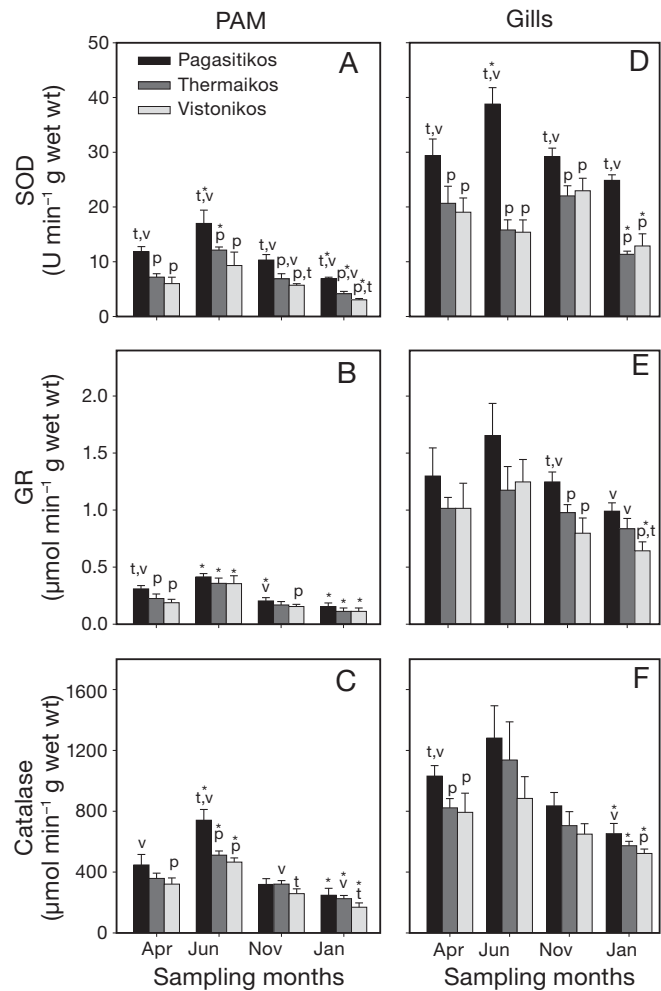 PAM
Gills
A
Pagasitikos
Thermaikos
Vistonikos
SOD
(U min⁻¹ g wet wt)
50
40
30
20
10
0
t,v
p
p
*
t,v
*
p
p
t,v
p,v
p,t
*
t,v
*
p,v
*
p,t
D
t,v
p
p
*
t,v
p
p
t,v
p
p
t,v
*
p
*
p
B
GR
(µmol min⁻¹ g wet wt)
2.0
1.5
1.0
0.5
0.0
t,v
p
p
*
*
*
*
v
p
*
*
*
E
t,v
p
p
v
v
*
p,t
C
Catalase
(µmol min⁻¹ g wet wt)
1600
1200
800
400
0
v
p
*
t,v
*
p
*
p
v
t
*
*
v
*
t
F
t,v
p
p
*
v
*
*
p
Apr
Jun
Nov
Jan
Apr
Jun
Nov
Jan
Sampling months
Sampling months